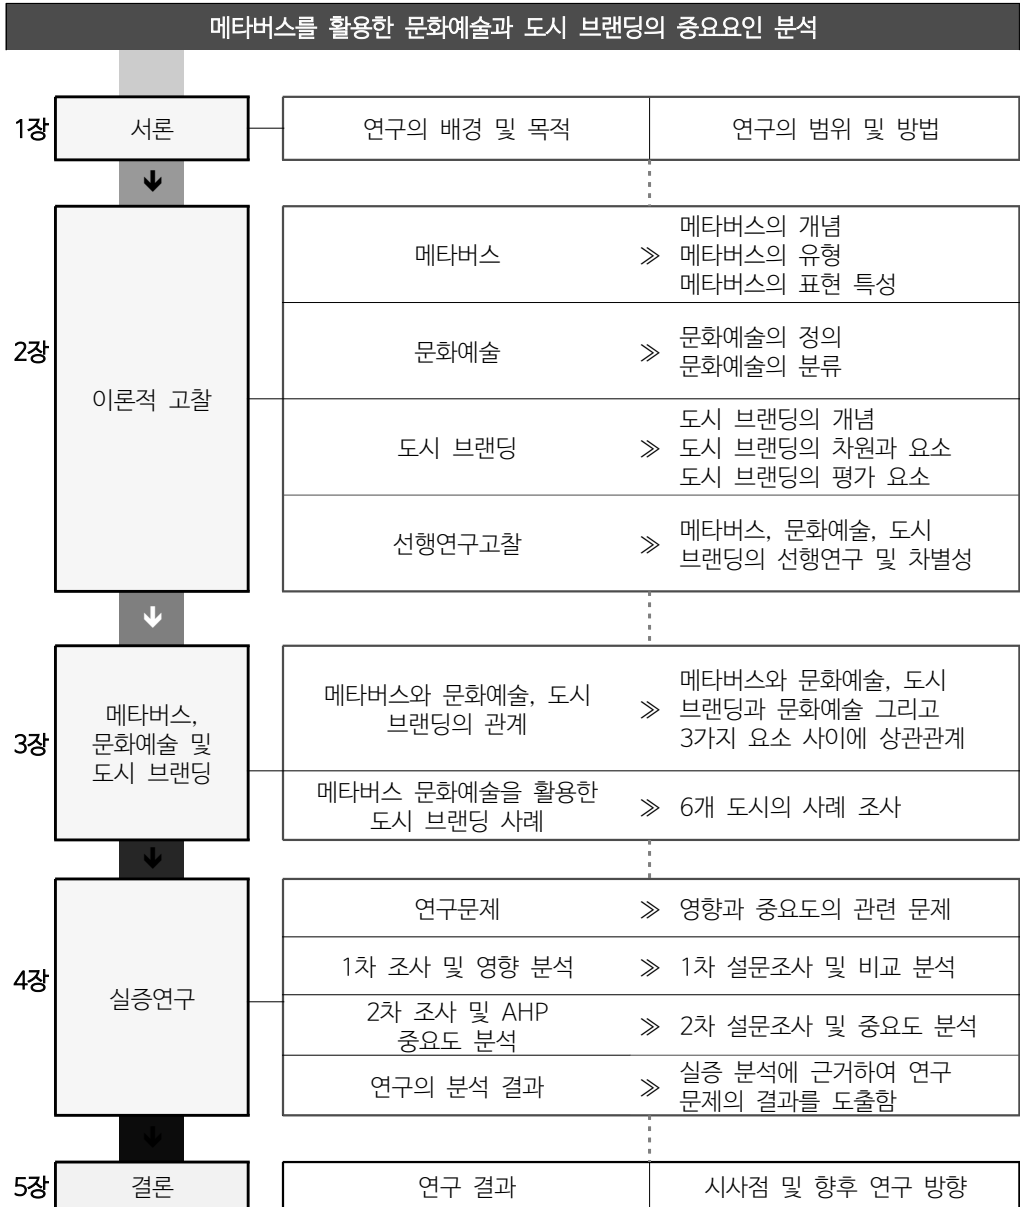 메타버스를 활용한 문화예술과 도시 브랜딩의 중요요인 분석
1장
서론
연구의 배경 및 목적
연구의 범위 및 방법
2장
이론적 고찰
메타버스
≫
메타버스의 개념
메타버스의 유형
메타버스의 표현 특성
문화예술
≫
문화예술의 정의
문화예술의 분류
도시 브랜딩
≫
도시 브랜딩의 개념
도시 브랜딩의 차원과 요소
도시 브랜딩의 평가 요소
선행연구고찰
≫
메타버스, 문화예술, 도시
브랜딩의 선행연구 및 차별성
3장
메타버스,
문화예술 및
도시 브랜딩
메타버스와 문화예술, 도시
브랜딩의 관계
≫
메타버스와 문화예술, 도시
브랜딩과 문화예술 그리고
3가지 요소 사이에 상관관계
메타버스 문화예술을 활용한
도시 브랜딩 사례
≫
6개 도시의 사례 조사
4장
실증연구
연구문제
≫
영향과 중요도의 관련 문제
1차 조사 및 영향 분석
≫
1차 설문조사 및 비교 분석
2차 조사 및 AHP
중요도 분석
≫
2차 설문조사 및 중요도 분석
연구의 분석 결과
≫
실증 분석에 근거하여 연구
문제의 결과를 도출함
5장
결론
연구 결과
시사점 및 향후 연구 방향